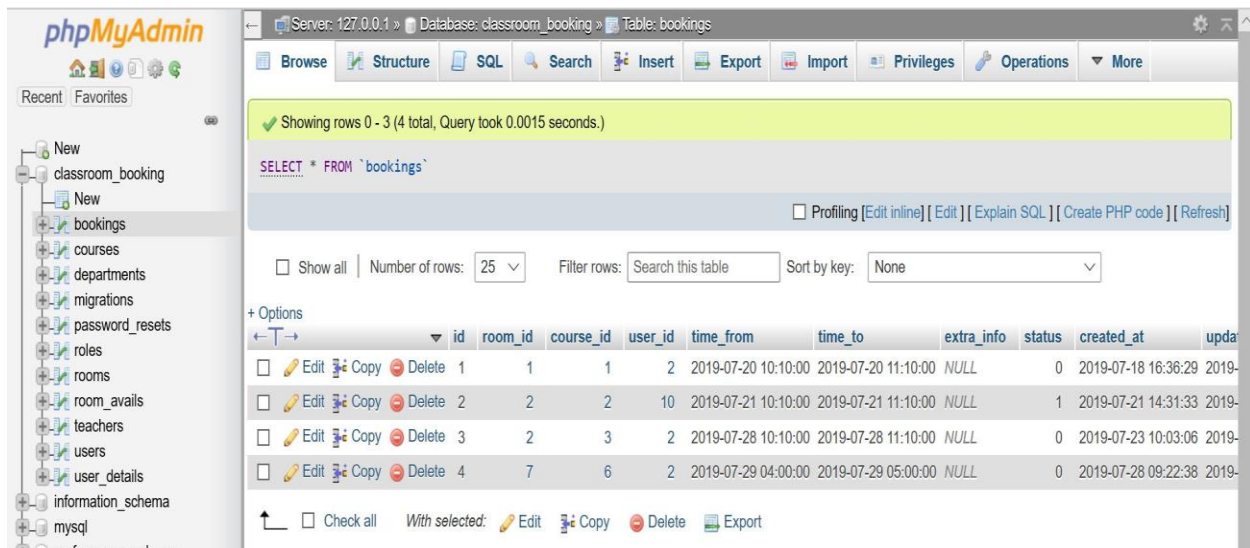 phpMyAdmin
Recent Favorites
New
classroom_booking
New
bookings
courses
departments
migrations
password_resets
roles
rooms
room_avails
teachers
users
user_details
information_schema
mysql
Server: 127.0.0.1 » Database: classroom_booking » Table: bookings
Browse Structure SQL Search Insert Export Import Privileges Operations More
Showing rows 0 - 3 (4 total, Query took 0.0015 seconds.)
SELECT * FROM `bookings`
Profiling [Edit inline] [ Edit ] [ Explain SQL ] [ Create PHP code ] [ Refresh]
Show all Number of rows: 25 Filter rows: Search this table Sort by key: None
+ Options
id room_id course_id user_id time_from time_to extra_info status created_at upda
Edit Copy Delete 1 1 1 2 2019-07-20 10:10:00 2019-07-20 11:10:00 NULL 0 2019-07-18 16:36:29 2019-
Edit Copy Delete 2 2 2 10 2019-07-21 10:10:00 2019-07-21 11:10:00 NULL 1 2019-07-21 14:31:33 2019-
Edit Copy Delete 3 2 3 2 2019-07-28 10:10:00 2019-07-28 11:10:00 NULL 0 2019-07-23 10:03:06 2019-
Edit Copy Delete 4 7 6 2 2019-07-29 04:00:00 2019-07-29 05:00:00 NULL 0 2019-07-28 09:22:38 2019-
Check all With selected: Edit Copy Delete Export